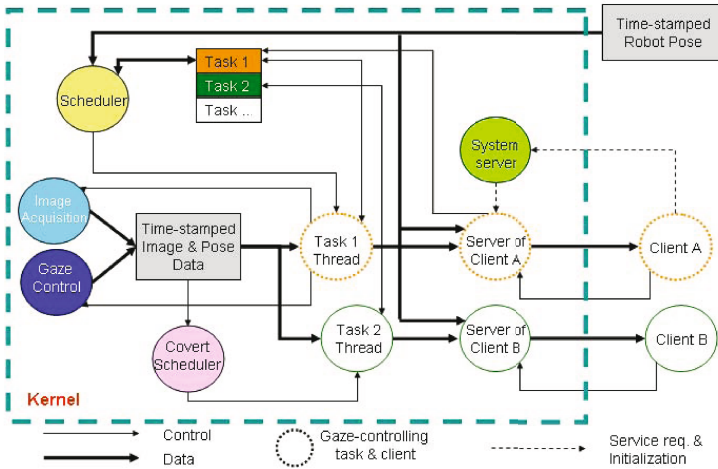 Time-stamped
Robot Pose
Task 1
Task 2
Task ...
Scheduler
System
server
Image
Acquisition
Time-stamped
Image & Pose
Data
Task 1
Thread
Server of
Client A
Client A
Gaze
Control
Task 2
Thread
Server of
Client B
Client B
Covert
Scheduler
Kernel
Control
Data
Gaze-controlling
task & client
Service req. &
Initialization